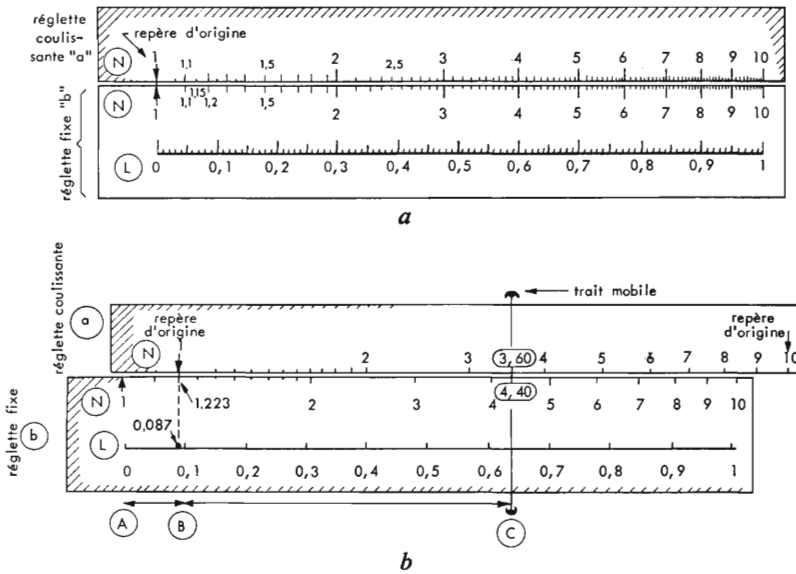 réglette coulis-sante "a"
repère d'origine
N
1 1,1 1,5 2 2,5 3 4 5 6 7 8 9 10
réglette fixe "b"
N
1 1,1 1,15 1,2 1,5 2 3 4 5 6 7 8 9 10
L
0 0,1 0,2 0,3 0,4 0,5 0,6 0,7 0,8 0,9 1
a
trait mobile
réglette coulissante
a
repère d'origine
repère d'origine
N
2 3 3,60 4 5 6 7 8 9 10
réglette fixe
b
N
1 1,223 2 3 4 4,40 5 6 7 8 9 10
0,087
L
0 0,1 0,2 0,3 0,4 0,5 0,6 0,7 0,8 0,9 1
A B C
b